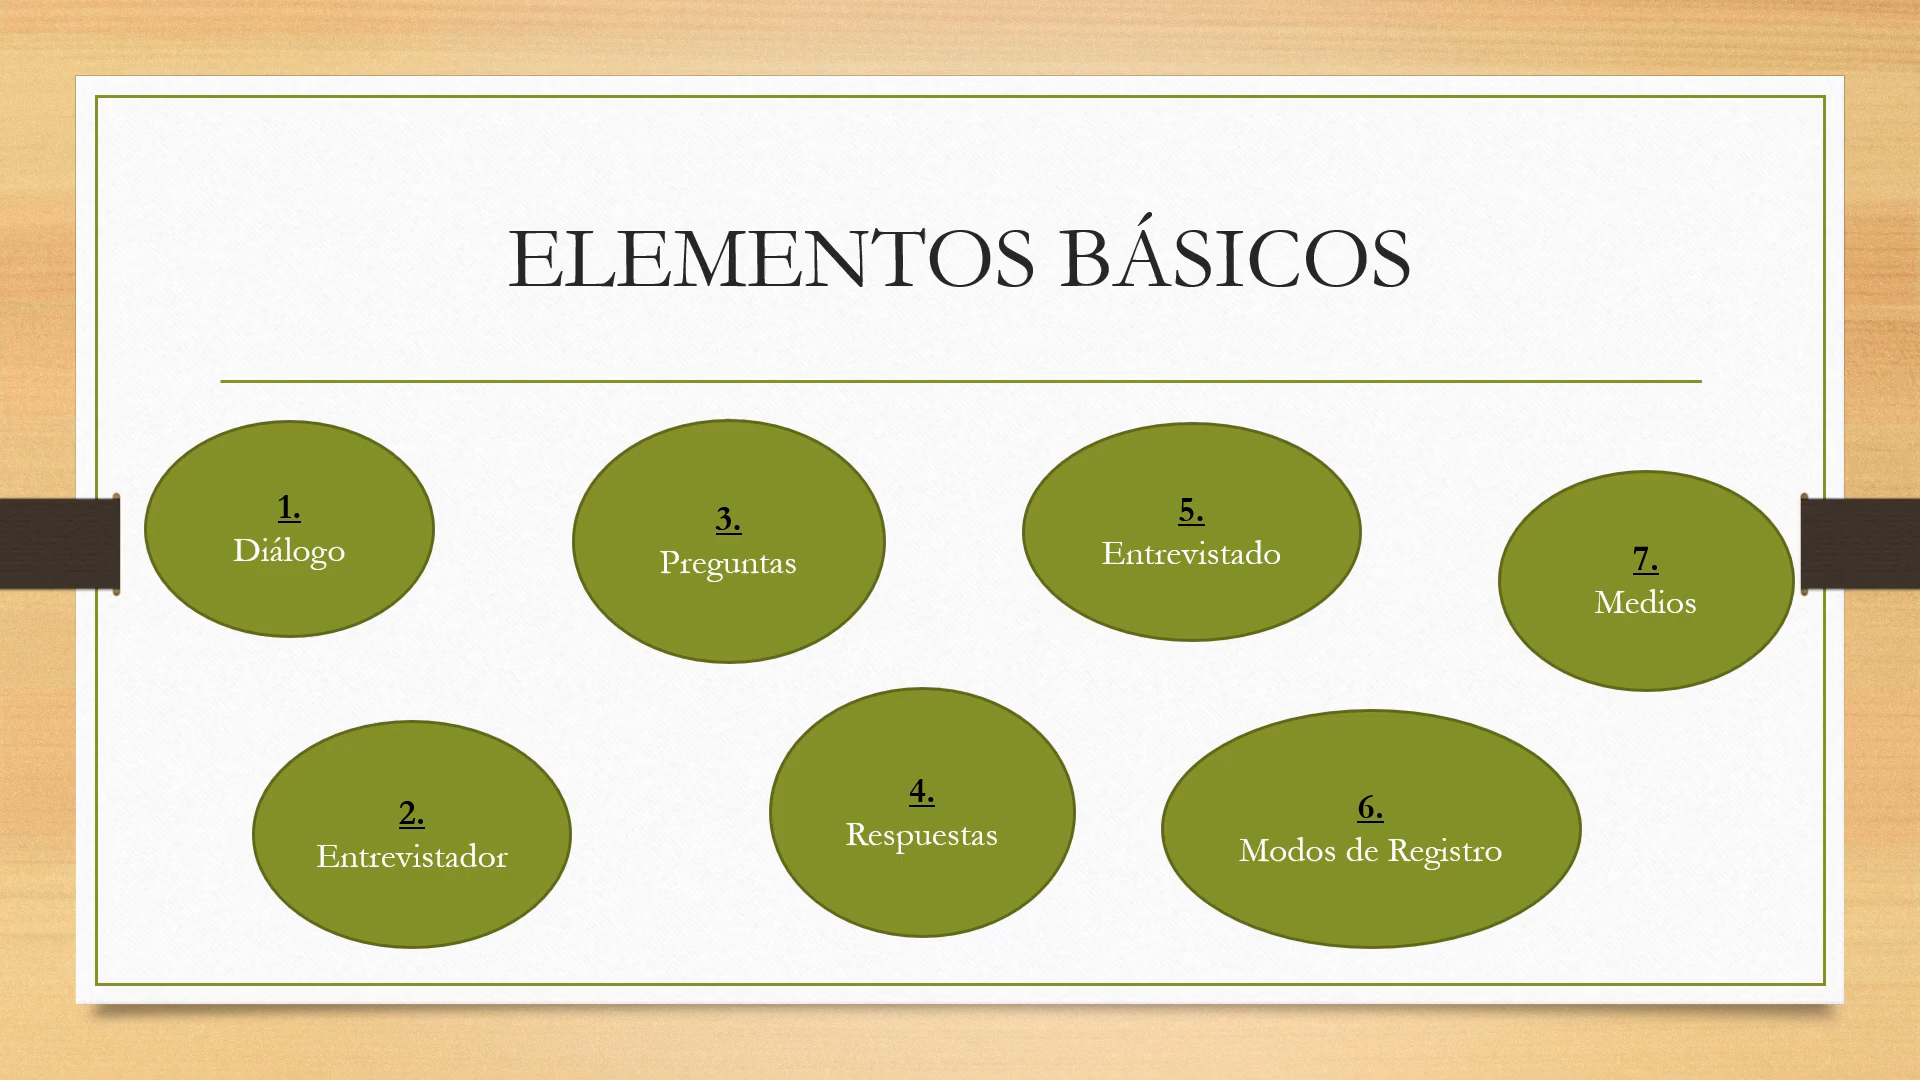 ELEMENTOS BÁSICOS
1.
Diálogo
2.
Entrevistador
3.
Preguntas
4.
Respuestas
5.
Entrevistado
6.
Modos de Registro
7.
Medios